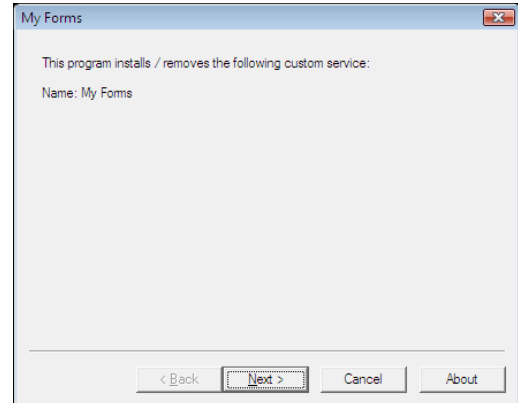 My Forms
This program installs / removes the following custom service:
Name: My Forms
< Back Next > Cancel About